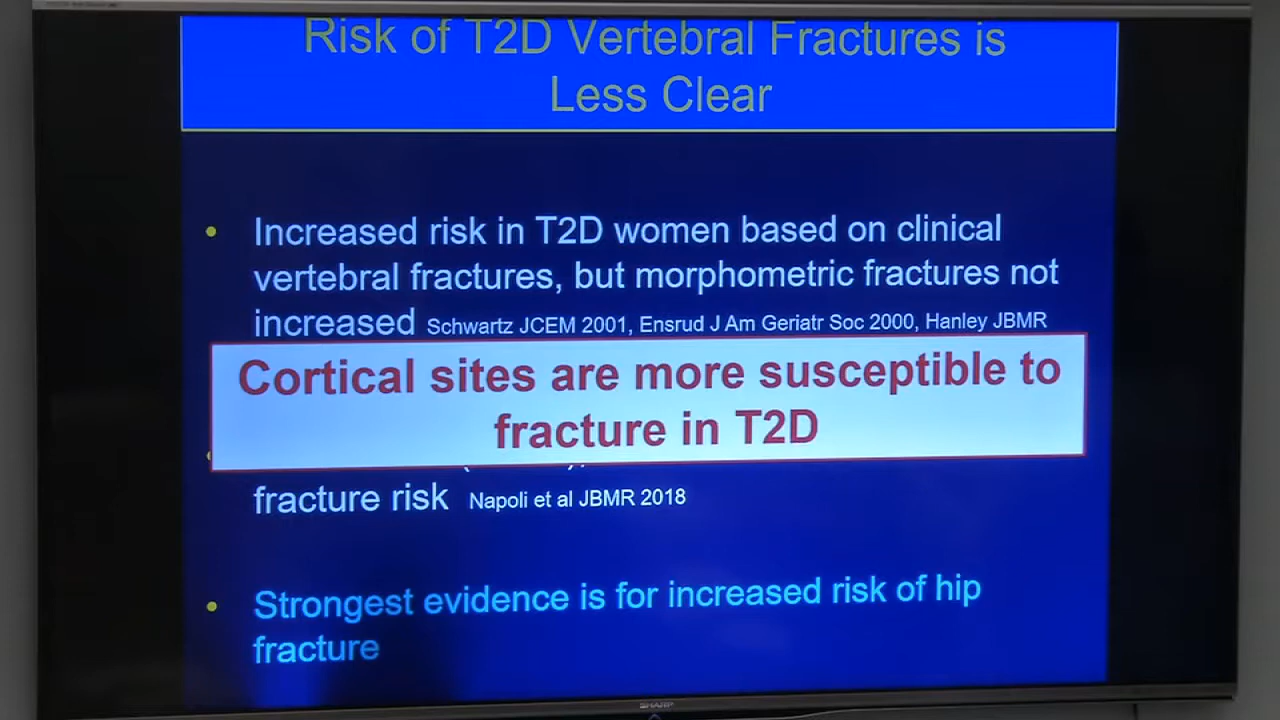 Risk of T2D Vertebral Fractures is
Less Clear
Increased risk in T2D women based on clinical
vertebral fractures, but morphometric fractures not
increased Schwartz JCEM 2001, Ensrud J Am Geriatr Soc 2000, Hanley JBMR
Cortical sites are more susceptible to
fracture in T2D
fracture risk Napoli et al JBMR 2018
Strongest evidence is for increased risk of hip
fracture
SHARP